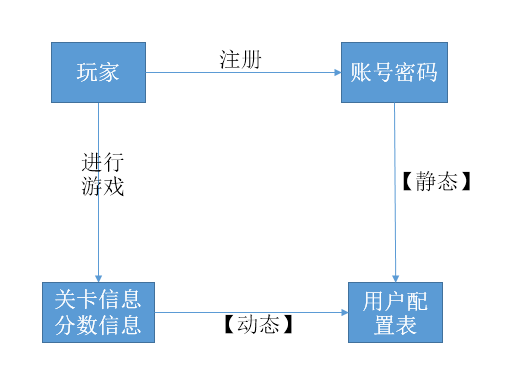 玩家
注册
账号密码
进行
游戏
【静态】
关卡信息
分数信息
【动态】
用户配
置表